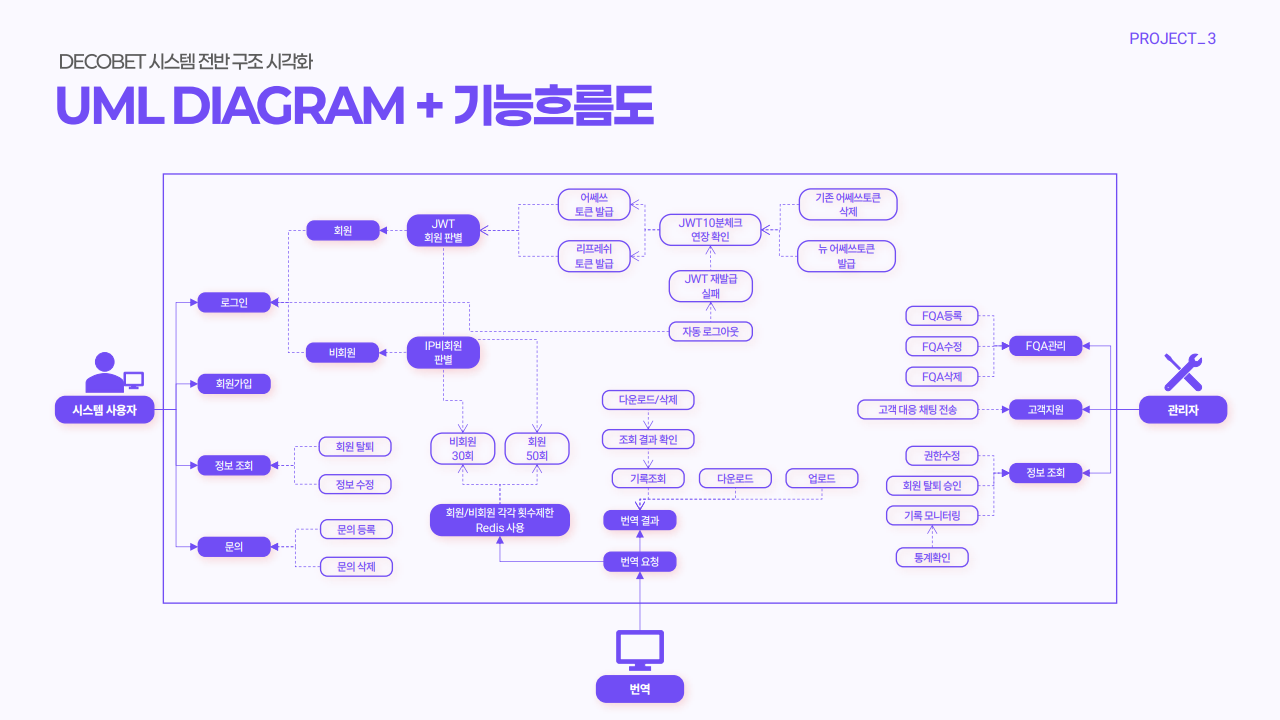 PROJECT_3
DECOBET 시스템 전반 구조 시각화
UML DIAGRAM + 기능흐름도
어쎄쓰
토큰 발급
기존 어쎄쓰토큰
삭제
JWT
회원 판별
회원
JWT10분체크
연장 확인
리프레쉬
토큰 발급
뉴 어쎄쓰토큰
발급
JWT 재발급
실패
로그인
자동 로그아웃
FQA등록
비회원
IP비회원
판별
FQA수정
FQA관리
FQA삭제
회원가입
시스템 사용자
다운로드/삭제
고객 대응 채팅 전송
고객지원
관리자
회원 탈퇴
비회원
30회
회원
50회
조회 결과 확인
권한수정
정보 조회
정보 수정
기록조회
다운로드
업로드
회원 탈퇴 승인
정보 조회
문의 등록
회원/비회원 각각 횟수제한
Redis 사용
번역 결과
기록 모니터링
문의
문의 삭제
번역 요청
통계확인
번역